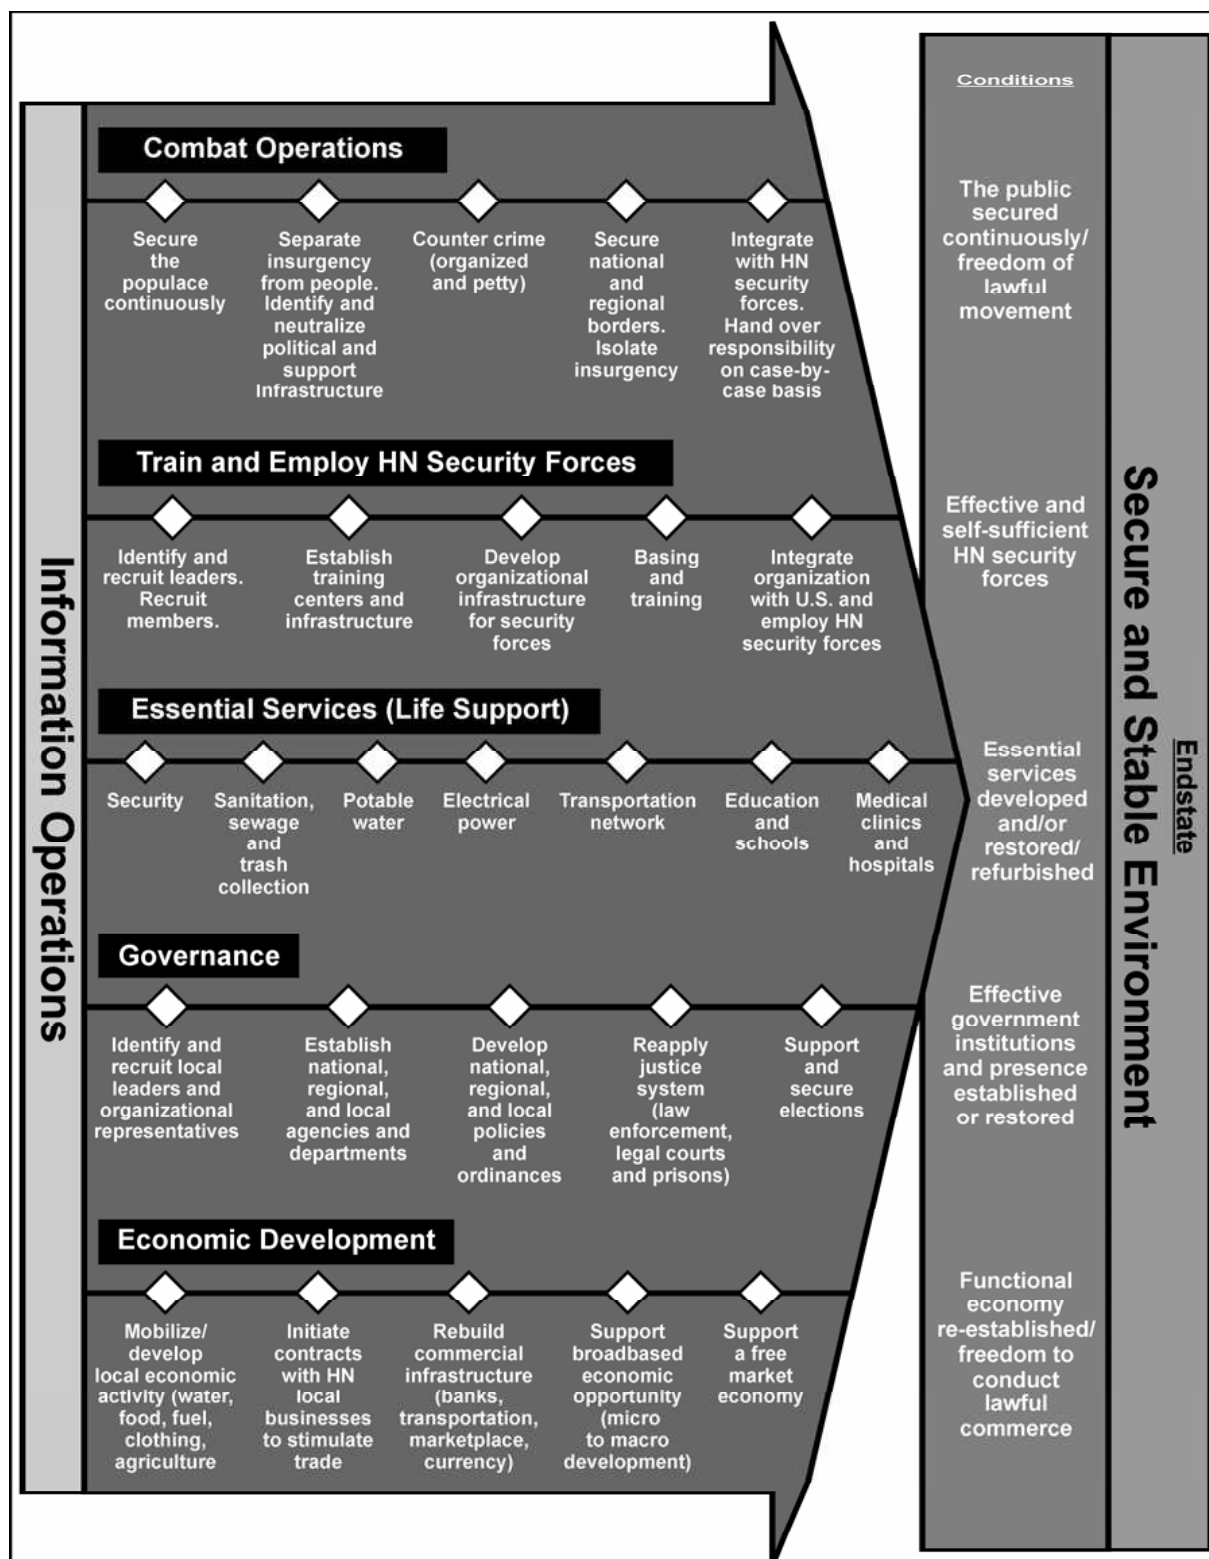 Information Operations
Combat Operations
Secure
the
populace
continuously
Separate
insurgency
from people.
Identify and
neutralize
political and
support
Infrastructure
Counter crime
(organized
and petty)
Secure
national
and
regional
borders.
Isolate
insurgency
Integrate
with HN
security
forces.
Hand over
responsibility
on case-by-
case basis
Train and Employ HN Security Forces
Identify and
recruit leaders.
Recruit
members.
Establish
training
centers and
infrastructure
Develop
organizational
infrastructure
for security
forces
Basing
and
training
Integrate
organization
with U.S. and
employ HN
security forces
Essential Services (Life Support)
Security
Sanitation,
sewage
and
trash
collection
Potable
water
Electrical
power
Transportation
network
Education
and
schools
Medical
clinics
and
hospitals
Governance
Identify and
recruit local
leaders and
organizational
representatives
Establish
national,
regional,
and local
agencies and
departments
Develop
national,
regional,
and local
policies
and
ordinances
Reapply
justice
system
(law
enforcement,
legal courts
and prisons)
Support
and
secure
elections
Economic Development
Mobilize/
develop
local economic
activity (water,
food, fuel,
clothing,
agriculture
Initiate
contracts
with HN
local
businesses
to stimulate
trade
Rebuild
commercial
infrastructure
(banks,
transportation,
marketplace,
currency)
Support
broadbased
economic
opportunity
(micro
to macro
development)
Support
a free
market
economy
Conditions
The public
secured
continuously/
freedom of
lawful
movement
Effective and
self-sufficient
HN security
forces
Essential
services
developed
and/or
restored/
refurbished
Effective
government
institutions
and presence
established
or restored
Functional
economy
re-established/
freedom to
conduct
lawful
commerce
Endstate
Secure and Stable Environment